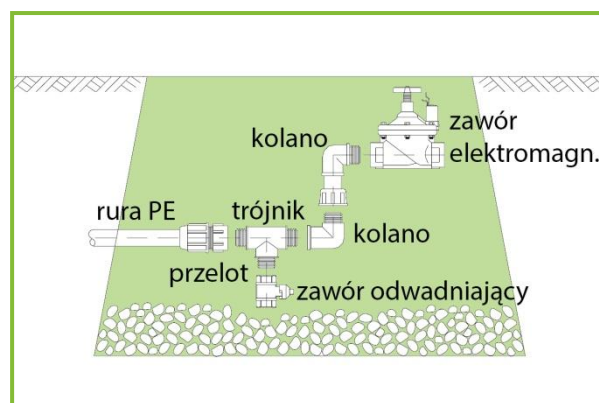 zawór
elektromagn.
kolano
rura PE
trójnik
kolano
przelot
zawór odwadniający